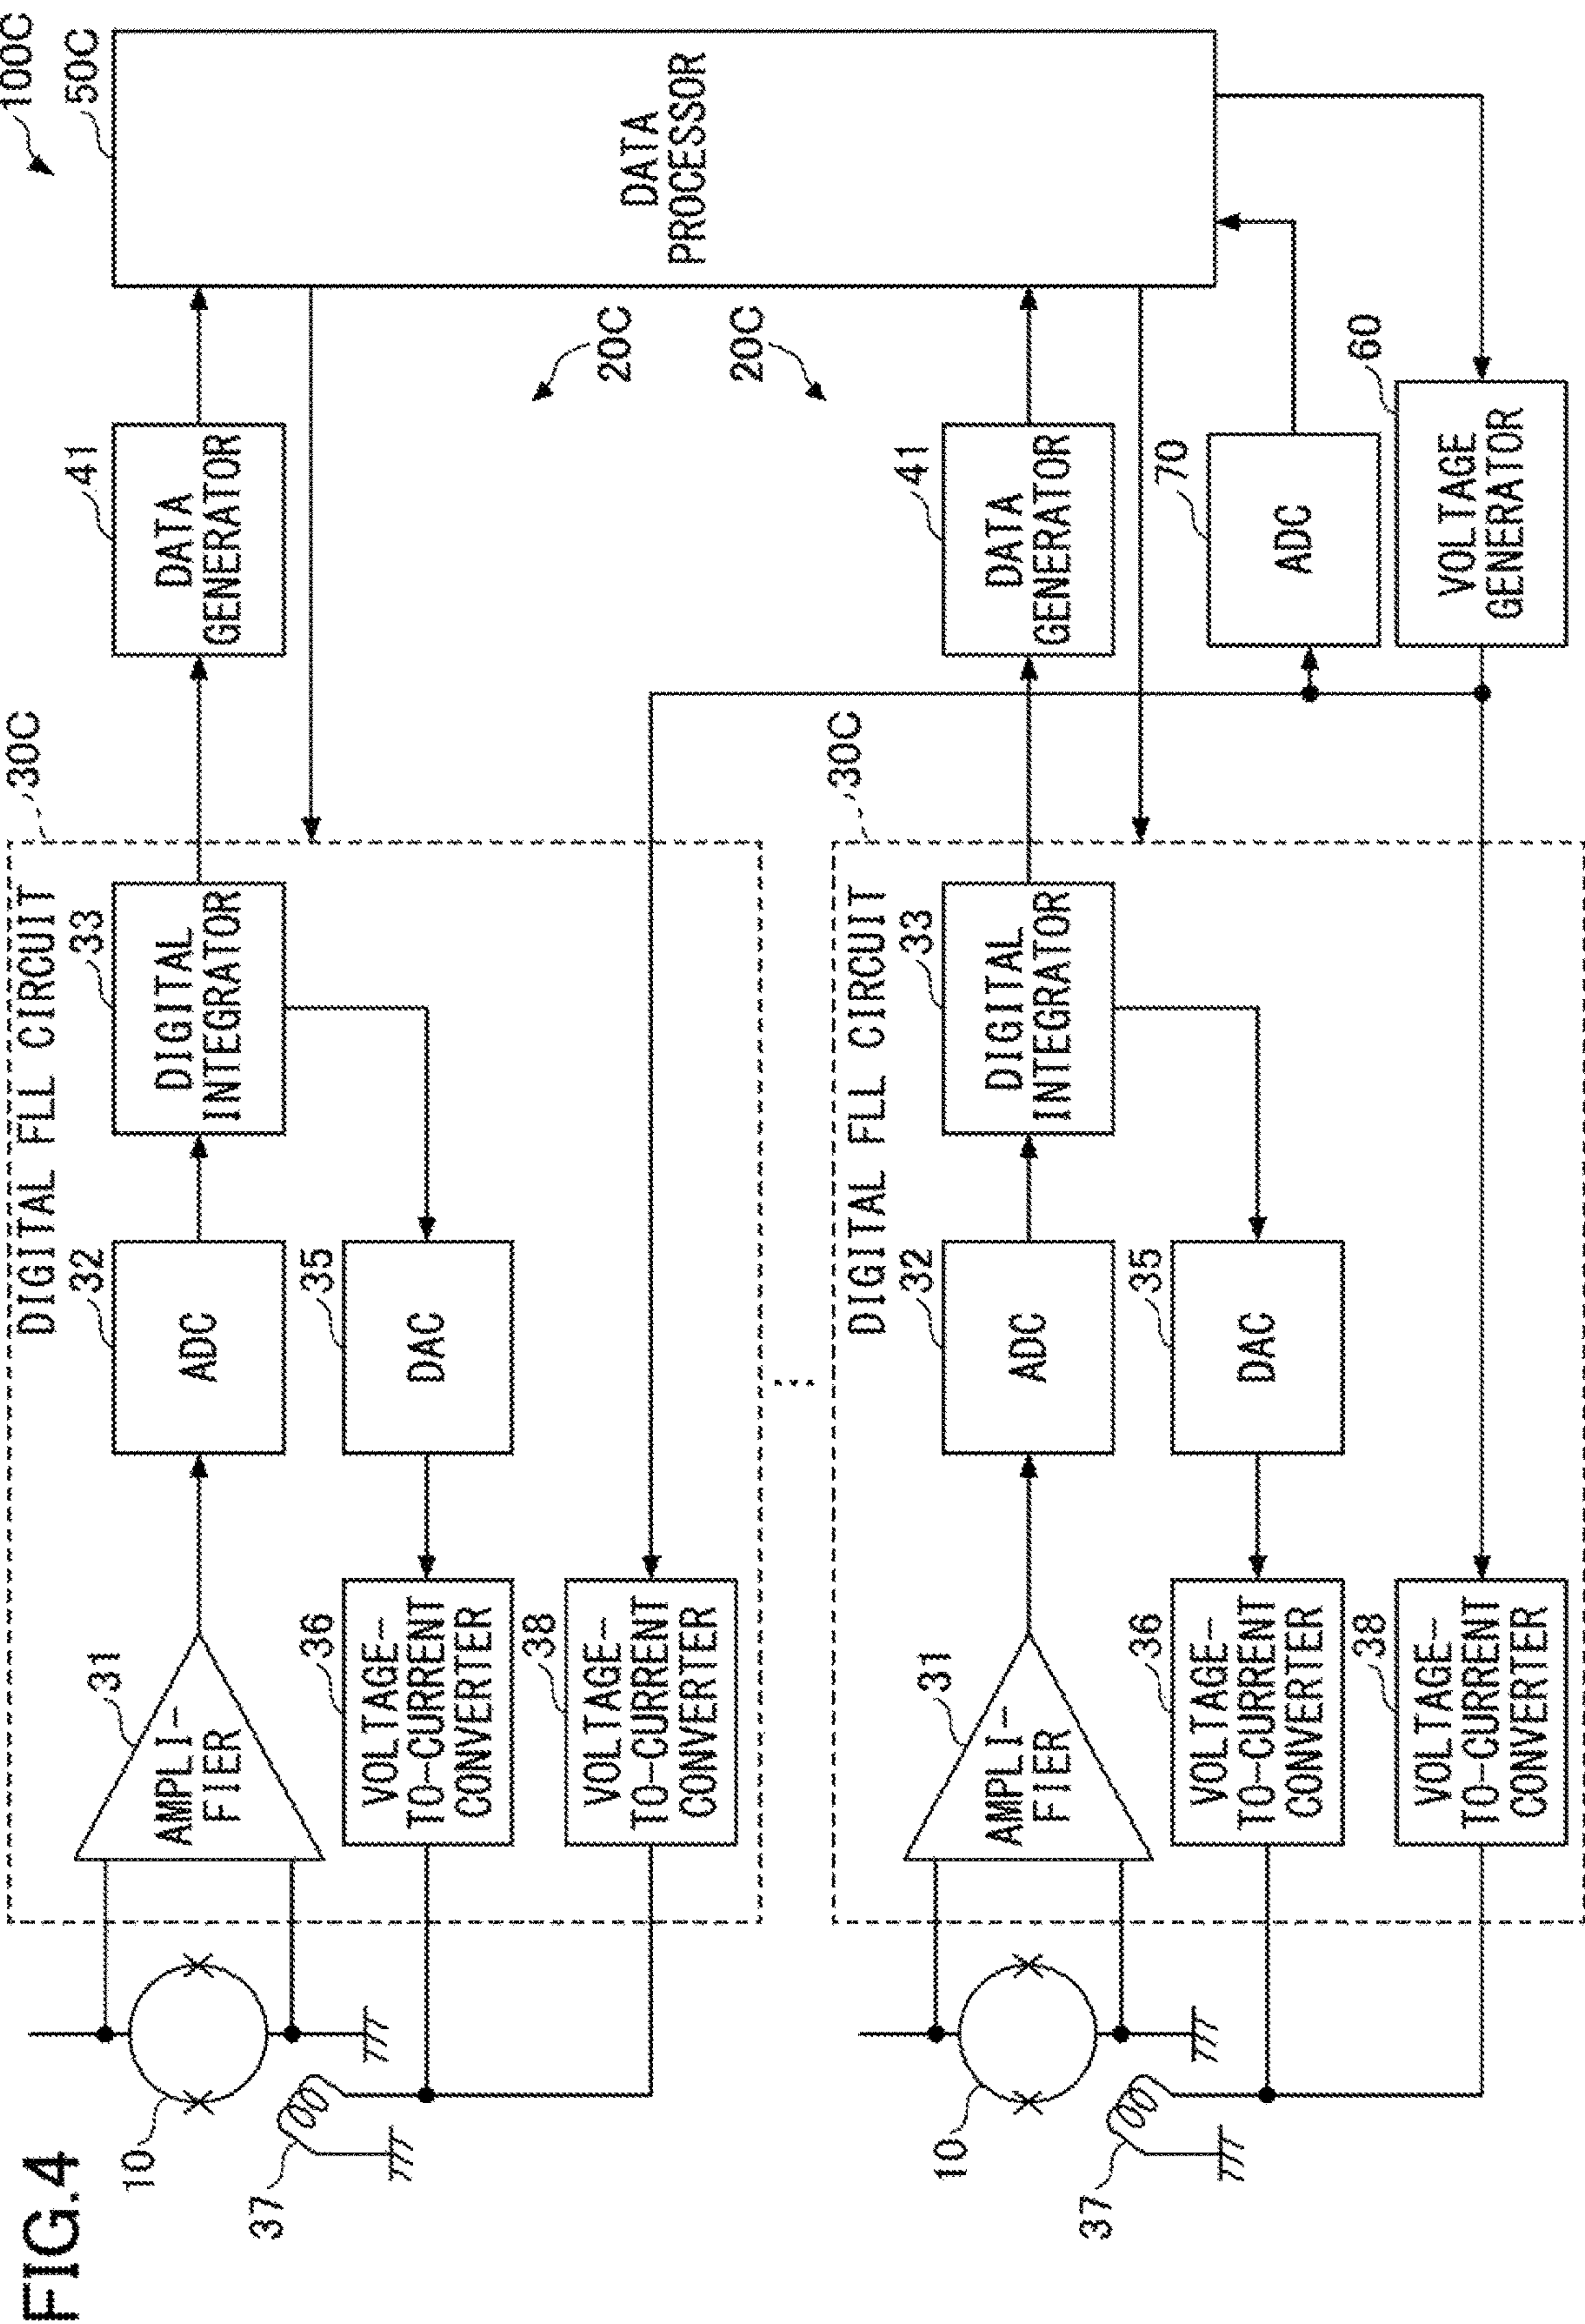 FIG.4
100C
50C
DATA
PROCESSOR
20C
20C
30C
DIGITAL FLL CIRCUIT
10
31
AMPLI-
FIER
32
ADC
33
DIGITAL
INTEGRATOR
41
DATA
GENERATOR
35
DAC
36
VOLTAGE-
TO-CURRENT
CONVERTER
37
38
VOLTAGE-
TO-CURRENT
CONVERTER
...
30C
DIGITAL FLL CIRCUIT
10
31
AMPLI-
FIER
32
ADC
33
DIGITAL
INTEGRATOR
41
DATA
GENERATOR
35
DAC
36
VOLTAGE-
TO-CURRENT
CONVERTER
37
38
VOLTAGE-
TO-CURRENT
CONVERTER
70
ADC
60
VOLTAGE
GENERATOR